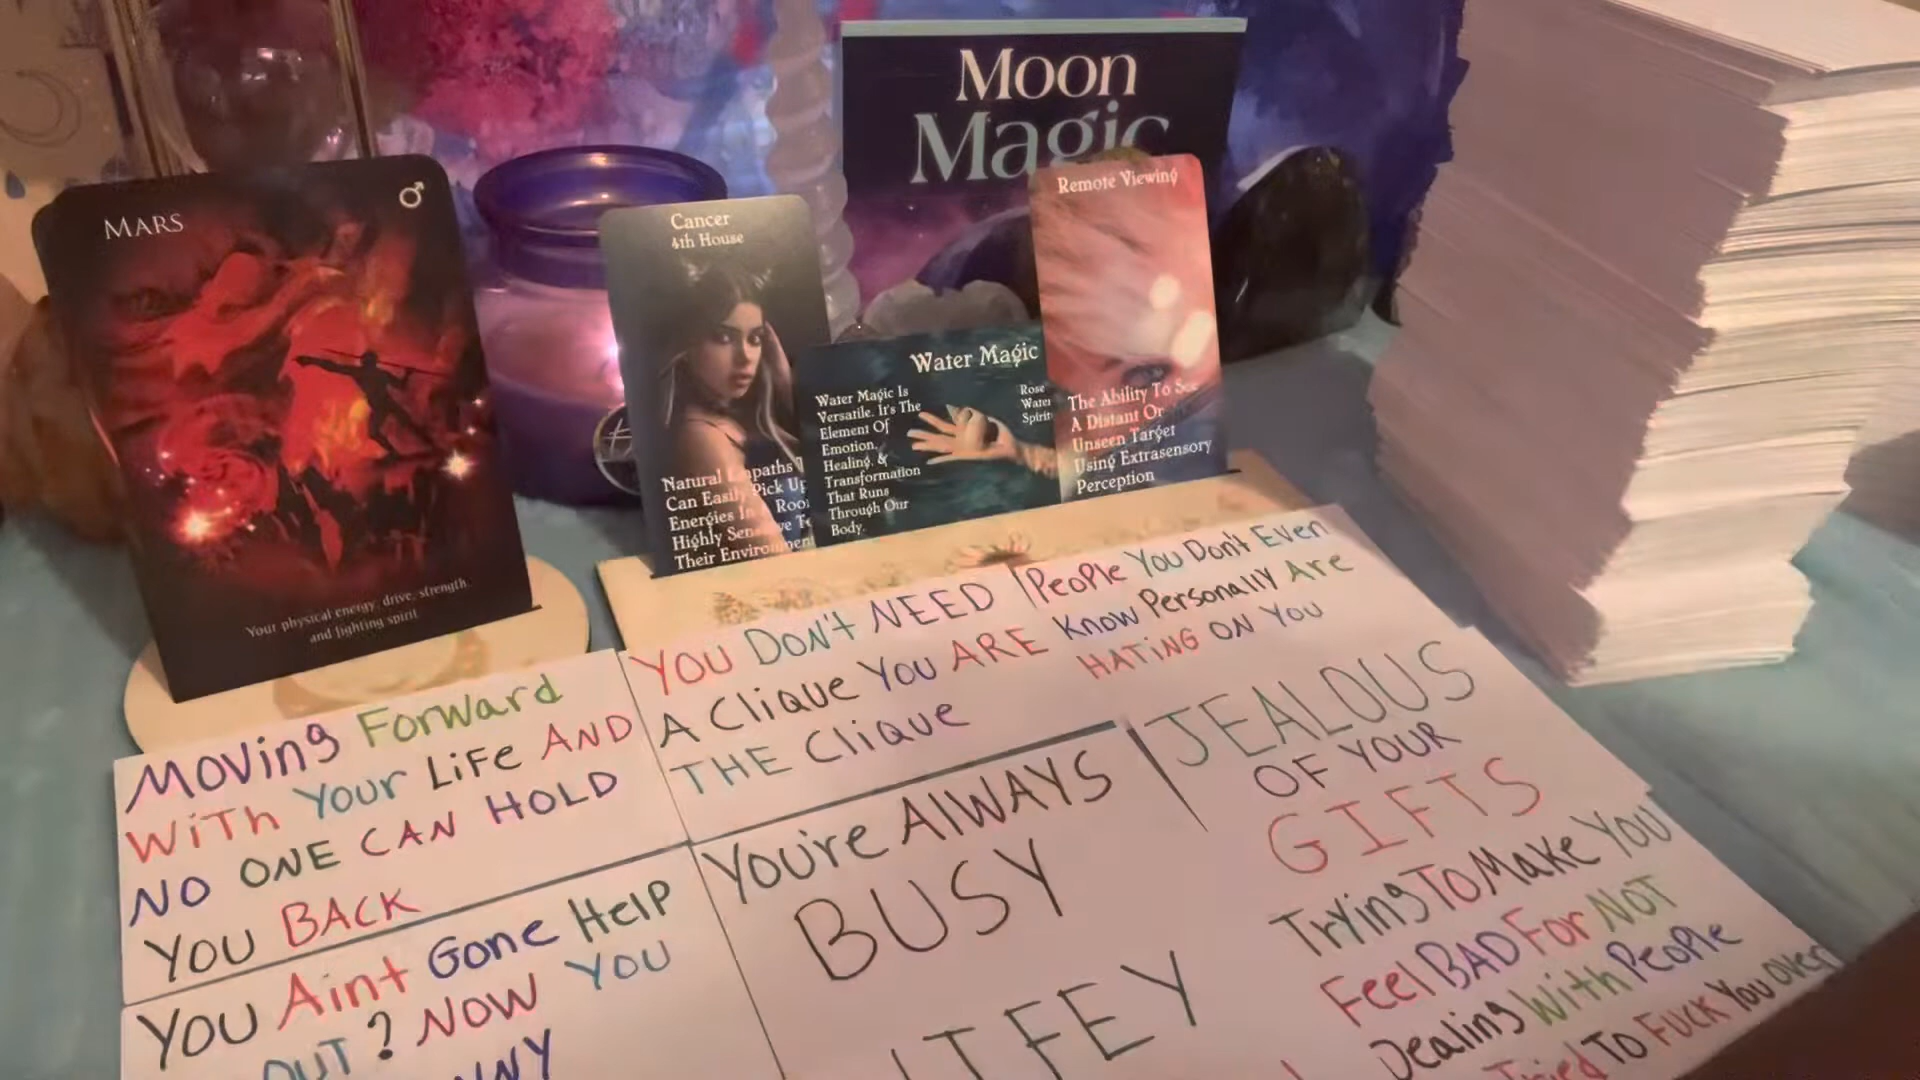 Moon
Magic
MARS
Your physical energy, drive, strength,
and fighting spirit
Cancer
4th House
Natural Empaths
Can Easily Pick Up
Energies In A
Highly
Their
Water Magic
Water Magic Is
Versatile. It's The
Element Of
Emotion,
Healing, &
Transformation
That Runs
Through Our
Body.
Rose
Water
Spirit
Remote Viewing
The Ability To See
A Distant Or
Unseen Target
Using Extrasensory
Perception
MOVING FORWARD
WITH YOUR LIFE AND
NO ONE CAN HOLD
YOU BACK
YOU DON'T NEED
A Clique YOU ARE
THE Clique
PEOPLE YOU DON'T EVEN
KNOW PERSONALLY ARE
HATING ON YOU
YOU AINT GONE HELP
OUT? NOW YOU
YOU'RE ALWAYS
BUSY
JEALOUS
OF YOUR
GIFTS
TRYING TO MAKE YOU
FEEL BAD FOR NOT
DEALING WITH PEOPLE
TRIED TO FUCK YOU OVER